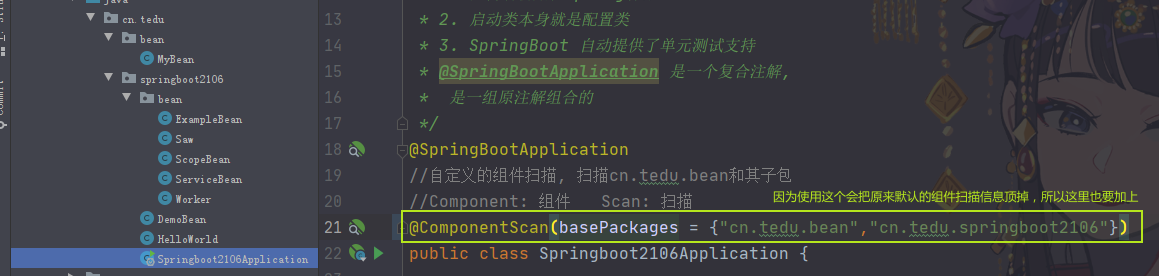 java
cn.tedu
bean
MyBean
springboot2106
bean
ExampleBean
Saw
ScopeBean
ServiceBean
Worker
DemoBean
HelloWorld
Springboot2106Application
13 * 2. 启动类本身就是配置类
14 * 3. SpringBoot 自动提供了单元测试支持
15 * @SpringBootApplication 是一个复合注解,
16 * 是一组原注解组合的
17 */
18 @SpringBootApplication
19 //自定义的组件扫描, 扫描cn.tedu.bean和其子包
因为使用这个会把原来默认的组件扫描信息顶掉，所以这里也要加上
20 //Component: 组件 Scan: 扫描
21 @ComponentScan(basePackages = {"cn.tedu.bean","cn.tedu.springboot2106"})
22 public class Springboot2106Application {